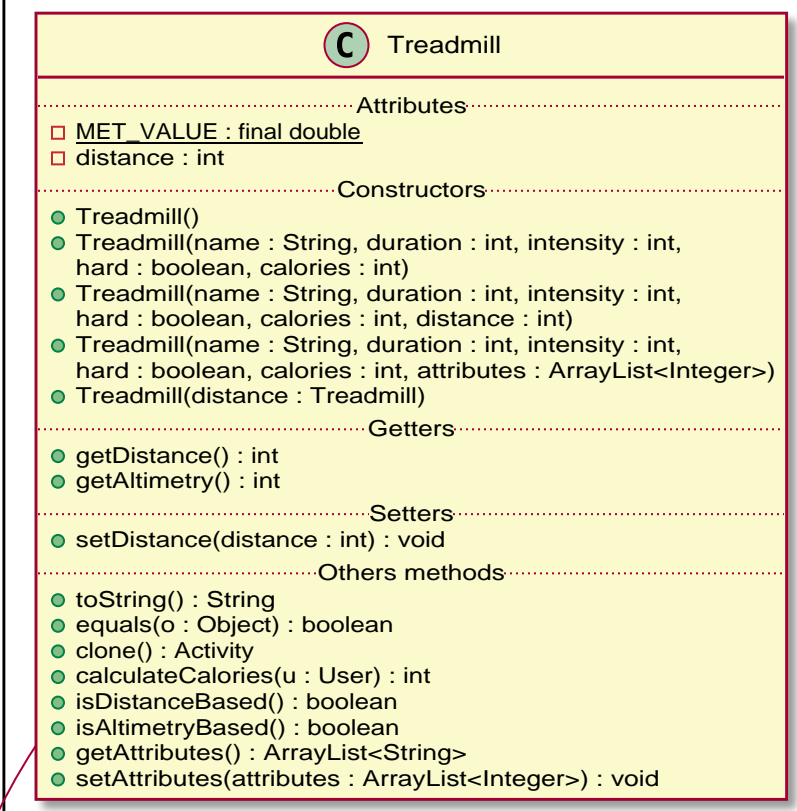 C Treadmill
Attributes
MET_VALUE : final double
distance : int
Constructors
Treadmill()
Treadmill(name : String, duration : int, intensity : int,
hard : boolean, calories : int)
Treadmill(name : String, duration : int, intensity : int,
hard : boolean, calories : int, distance : int)
Treadmill(name : String, duration : int, intensity : int,
hard : boolean, calories : int, attributes : ArrayList<Integer>)
Treadmill(distance : Treadmill)
Getters
getDistance() : int
getAltimetry() : int
Setters
setDistance(distance : int) : void
Others methods
toString() : String
equals(o : Object) : boolean
clone() : Activity
calculateCalories(u : User) : int
isDistanceBased() : boolean
isAltimetryBased() : boolean
getAttributes() : ArrayList<String>
setAttributes(attributes : ArrayList<Integer>) : void